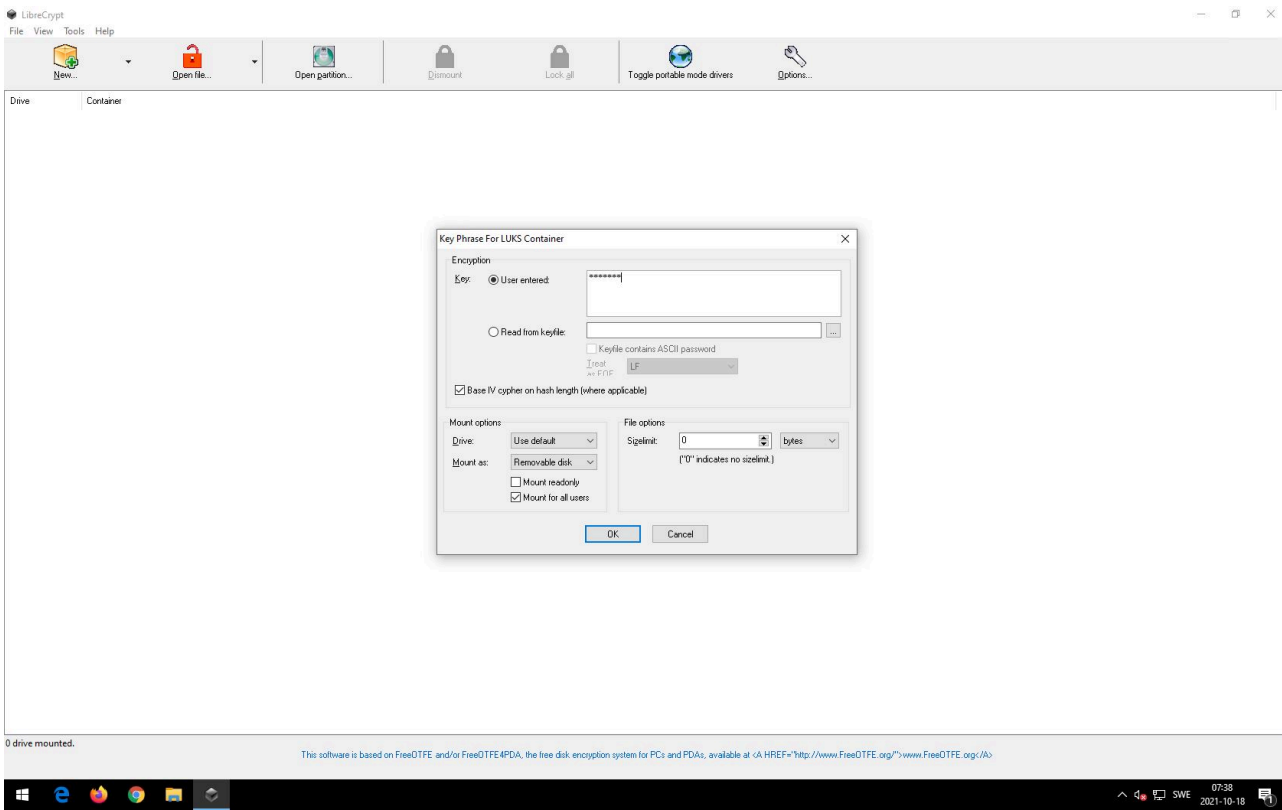 LibreCrypt
File View Tools Help
New...
Open file...
Open partition...
Dismount
Lock all
Toggle portable mode drivers
Options...
Drive Container
Key Phrase For LUKS Container
Encryption
Key: User entered: *******
Read from keyfile: ...
Keyfile contains ASCII password
Treat LF
as EOF
Base IV cypher on hash length (where applicable)
Mount options
Drive: Use default
Mount as: Removable disk
Mount readonly
Mount for all users
File options
Sizelimit: 0 bytes
("0" indicates no sizelimit.)
OK Cancel
0 drive mounted.
This software is based on FreeOTFE and/or FreeOTFE4PDA, the free disk encryption system for PCs and PDAs, available at <A HREF="http://www.FreeOTFE.org/">www.FreeOTFE.org</A>
SWE
07:38
2021-10-18